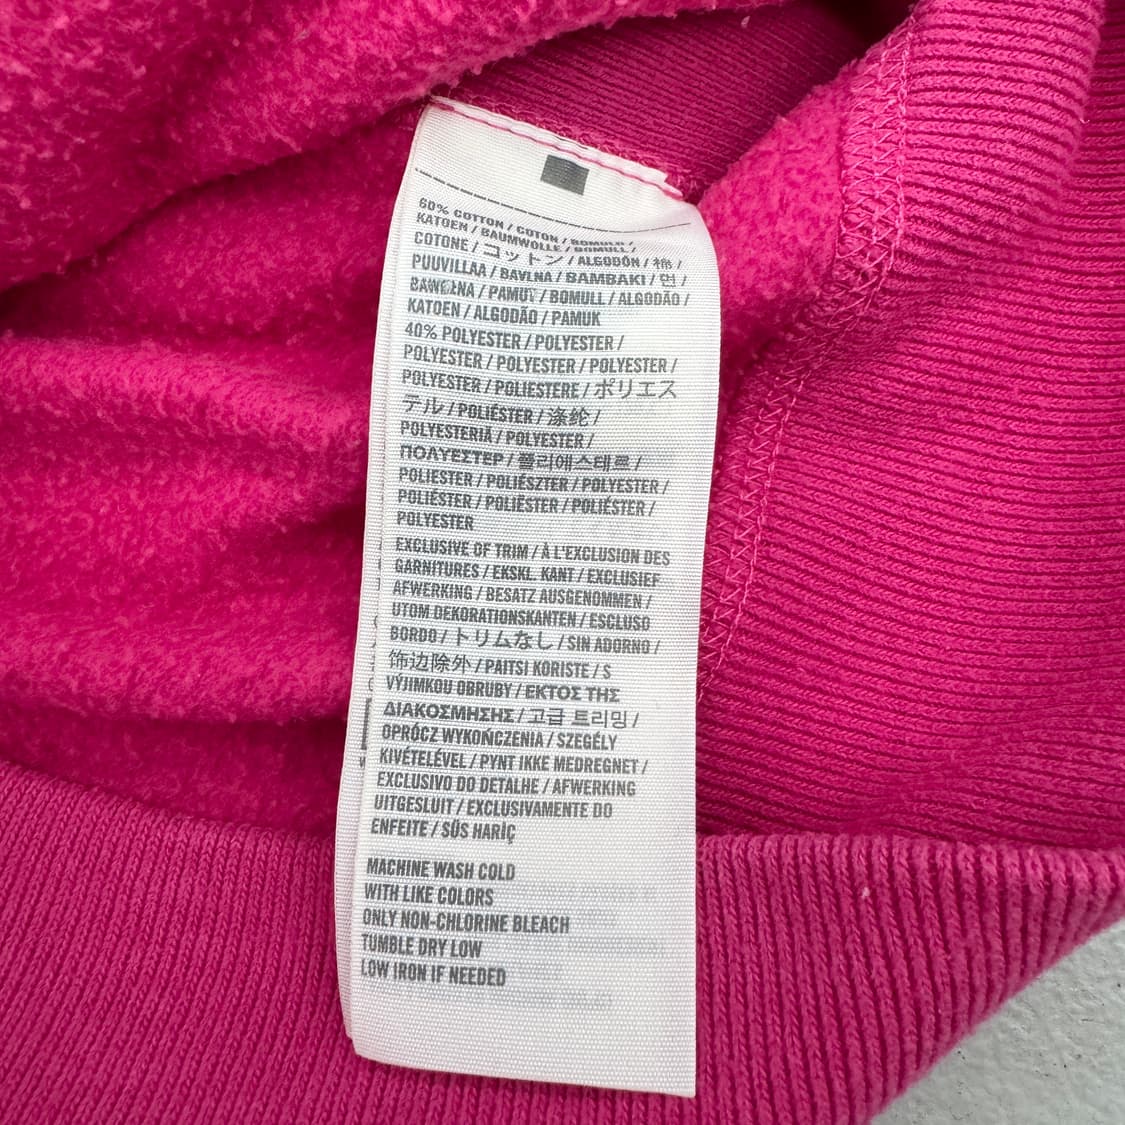 60% COTTON / COTON / BOMULD /
KATOEN / BAUMWOLLE / BOMULL /
COTONE / コットン / ALGODÓN / 棉 /
PUUVILLAA / BAVLNA / BAMBAKI / 면 /
BAWEŁNA / PAMUT / BOMULL / ALGODÃO /
KATOEN / ALGODÃO / PAMUK
40% POLYESTER / POLYESTER /
POLYESTER / POLYESTER / POLYESTER /
POLYESTER / POLIESTERE / ポリエス
テル / POLIÉSTER / 涤纶 /
POLYESTERIÄ / POLYESTER /
ΠΟΛΥΕΣΤΕΡ / 폴리에스테르 /
POLIESTER / POLIÉSZTER / POLYESTER /
POLIÉSTER / POLIËSTER / POLIÉSTER /
POLYESTER
EXCLUSIVE OF TRIM / À L'EXCLUSION DES
GARNITURES / EKSKL. KANT / EXCLUSIEF
AFWERKING / BESATZ AUSGENOMMEN /
UTOM DEKORATIONSKANTEN / ESCLUSO
BORDO / トリムなし / SIN ADORNO /
饰边除外 / PAITSI KORISTE / S
VÝJIMKOU OBRUBY / ΕΚΤΟΣ ΤΗΣ
ΔΙΑΚΟΣΜΗΣΗΣ / 고급 트리밍 /
OPRÓCZ WYKOŃCZENIA / SZEGÉLY
KIVÉTELÉVEL / PYNT IKKE MEDREGNET /
EXCLUSIVO DO DETALHE / AFWERKING
UITGESLUIT / EXCLUSIVAMENTE DO
ENFEITE / SÜS HARİÇ
MACHINE WASH COLD
WITH LIKE COLORS
ONLY NON-CHLORINE BLEACH
TUMBLE DRY LOW
LOW IRON IF NEEDED